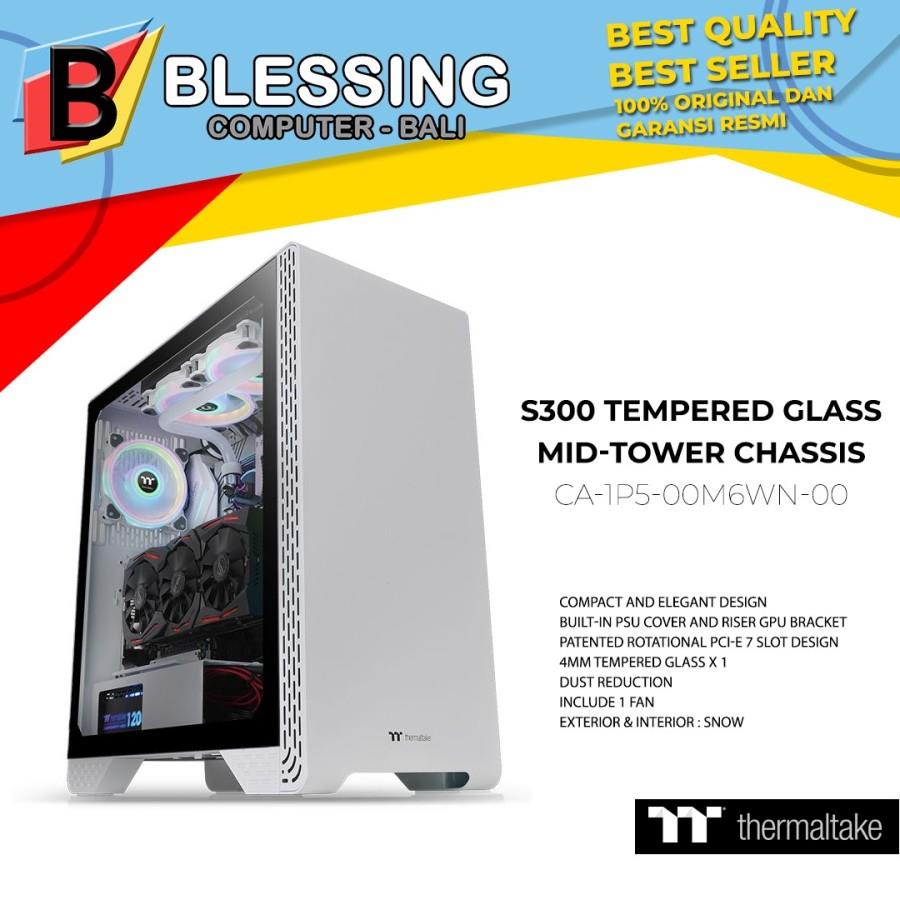 B
BLESSING
COMPUTER - BALI
BEST QUALITY
BEST SELLER
100% ORIGINAL DAN
GARANSI RESMI
S300 TEMPERED GLASS
MID-TOWER CHASSIS
CA-1P5-00M6WN-00
COMPACT AND ELEGANT DESIGN
BUILT-IN PSU COVER AND RISER GPU BRACKET
PATENTED ROTATIONAL PCI-E 7 SLOT DESIGN
4MM TEMPERED GLASS X 1
DUST REDUCTION
INCLUDE 1 FAN
EXTERIOR & INTERIOR : SNOW
thermaltake
120
thermaltake
thermaltake